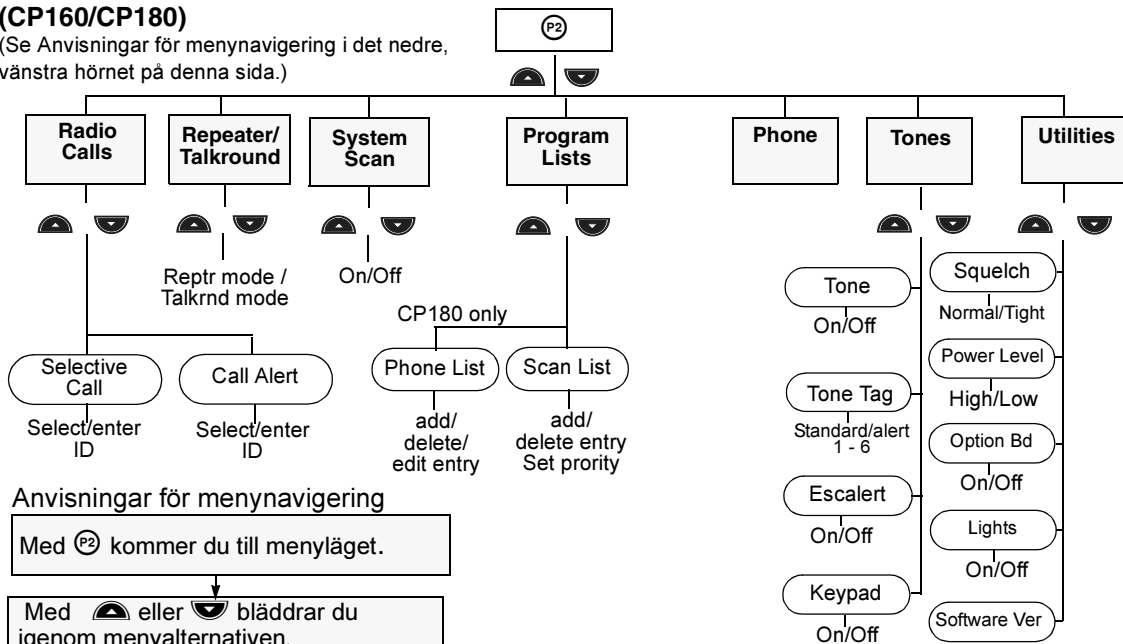 (CP160/CP180)
(Se Anvisningar för menynavigering i det nedre,
vänstra hörnet på denna sida.)
P2
Radio
Calls
Repeater/
Talkround
System
Scan
Program
Lists
Phone
Tones
Utilities
Reptr mode /
Talkrnd mode
On/Off
CP180 only
Selective
Call
Select/enter
ID
Call Alert
Select/enter
ID
Phone List
add/
delete/
edit entry
Scan List
add/
delete entry
Set prority
Tone
On/Off
Tone Tag
Standard/alert
1 - 6
Escalert
On/Off
Keypad
On/Off
Squelch
Normal/Tight
Power Level
High/Low
Option Bd
On/Off
Lights
On/Off
Software Ver
Anvisningar för menynavigering
Med P2 kommer du till menyläget.
Med eller bläddrar du
igenom menyalternativen.